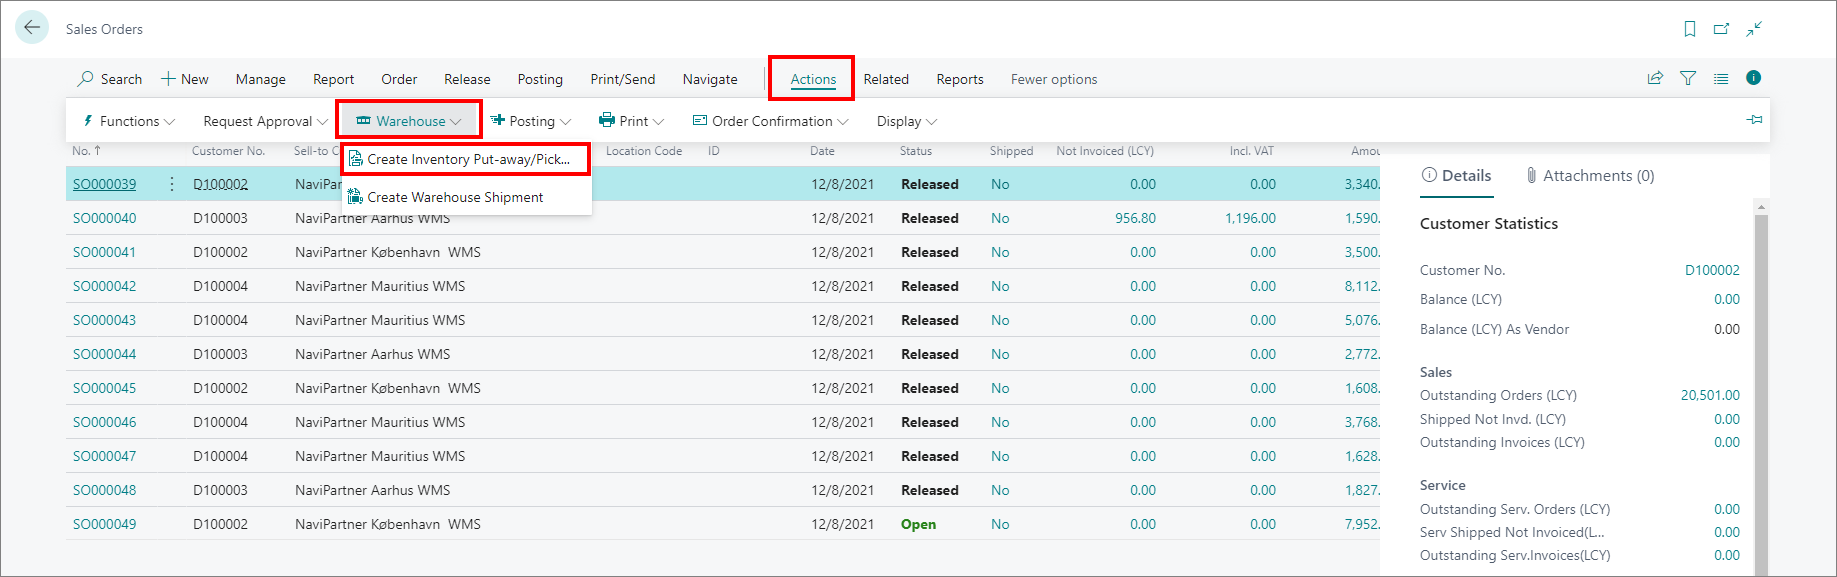 Sales Orders
Search New Manage Report Order Release Posting Print/Send Navigate Actions Related Reports Fewer options
Functions Request Approval Warehouse Posting Print Order Confirmation Display
No. ↑ Customer No. Sell-to C Location Code ID Date Status Shipped Not Invoiced (LCY) Incl. VAT Amou
Create Inventory Put-away/Pick...
Create Warehouse Shipment
SO000039 D100002 NaviP 12/8/2021 Released No 0.00 0.00 3,340.
SO000040 D100003 NaviPartner Aarhus WMS 12/8/2021 Released No 956.80 1,196.00 1,590.
SO000041 D100002 NaviPartner København WMS 12/8/2021 Released No 0.00 0.00 3,500.
SO000042 D100004 NaviPartner Mauritius WMS 12/8/2021 Released No 0.00 0.00 8,112.
SO000043 D100004 NaviPartner Mauritius WMS 12/8/2021 Released No 0.00 0.00 5,076.
SO000044 D100003 NaviPartner Aarhus WMS 12/8/2021 Released No 0.00 0.00 2,772.
SO000045 D100002 NaviPartner København WMS 12/8/2021 Released No 0.00 0.00 1,608.
SO000046 D100004 NaviPartner Mauritius WMS 12/8/2021 Released No 0.00 0.00 3,768.
SO000047 D100004 NaviPartner Mauritius WMS 12/8/2021 Released No 0.00 0.00 1,628.
SO000048 D100003 NaviPartner Aarhus WMS 12/8/2021 Released No 0.00 0.00 1,827.
SO000049 D100002 NaviPartner København WMS 12/8/2021 Open No 0.00 0.00 7,952.
Details Attachments (0)
Customer Statistics
Customer No. D100002
Balance (LCY) 0.00
Balance (LCY) As Vendor 0.00
Sales
Outstanding Orders (LCY) 20,501.00
Shipped Not Invd. (LCY) 0.00
Outstanding Invoices (LCY) 0.00
Service
Outstanding Serv. Orders (LCY) 0.00
Serv Shipped Not Invoiced(L... 0.00
Outstanding Serv.Invoices(LCY) 0.00